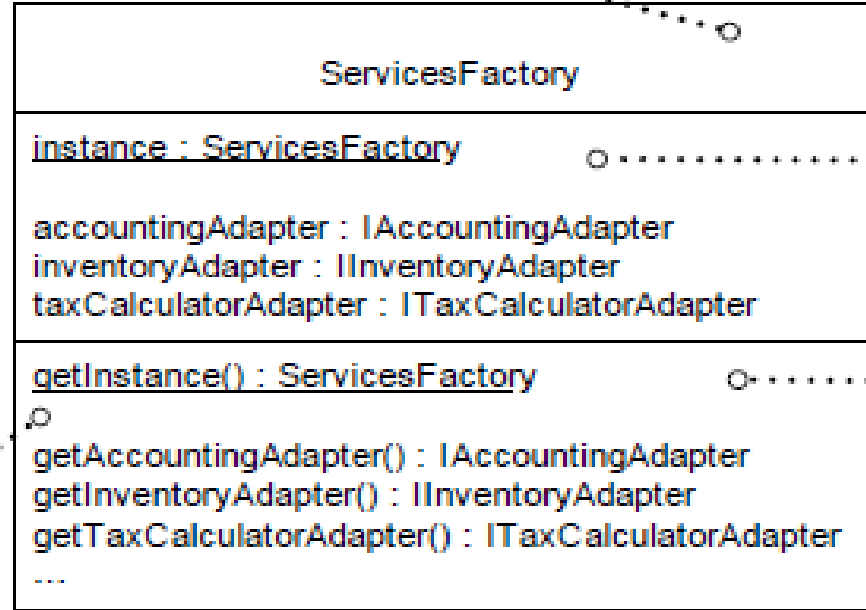 ServicesFactory
instance : ServicesFactory
accountingAdapter : IAccountingAdapter
inventoryAdapter : IInventoryAdapter
taxCalculatorAdapter : ITaxCalculatorAdapter
getInstance() : ServicesFactory
getAccountingAdapter() : IAccountingAdapter
getInventoryAdapter() : IInventoryAdapter
getTaxCalculatorAdapter() : ITaxCalculatorAdapter
...